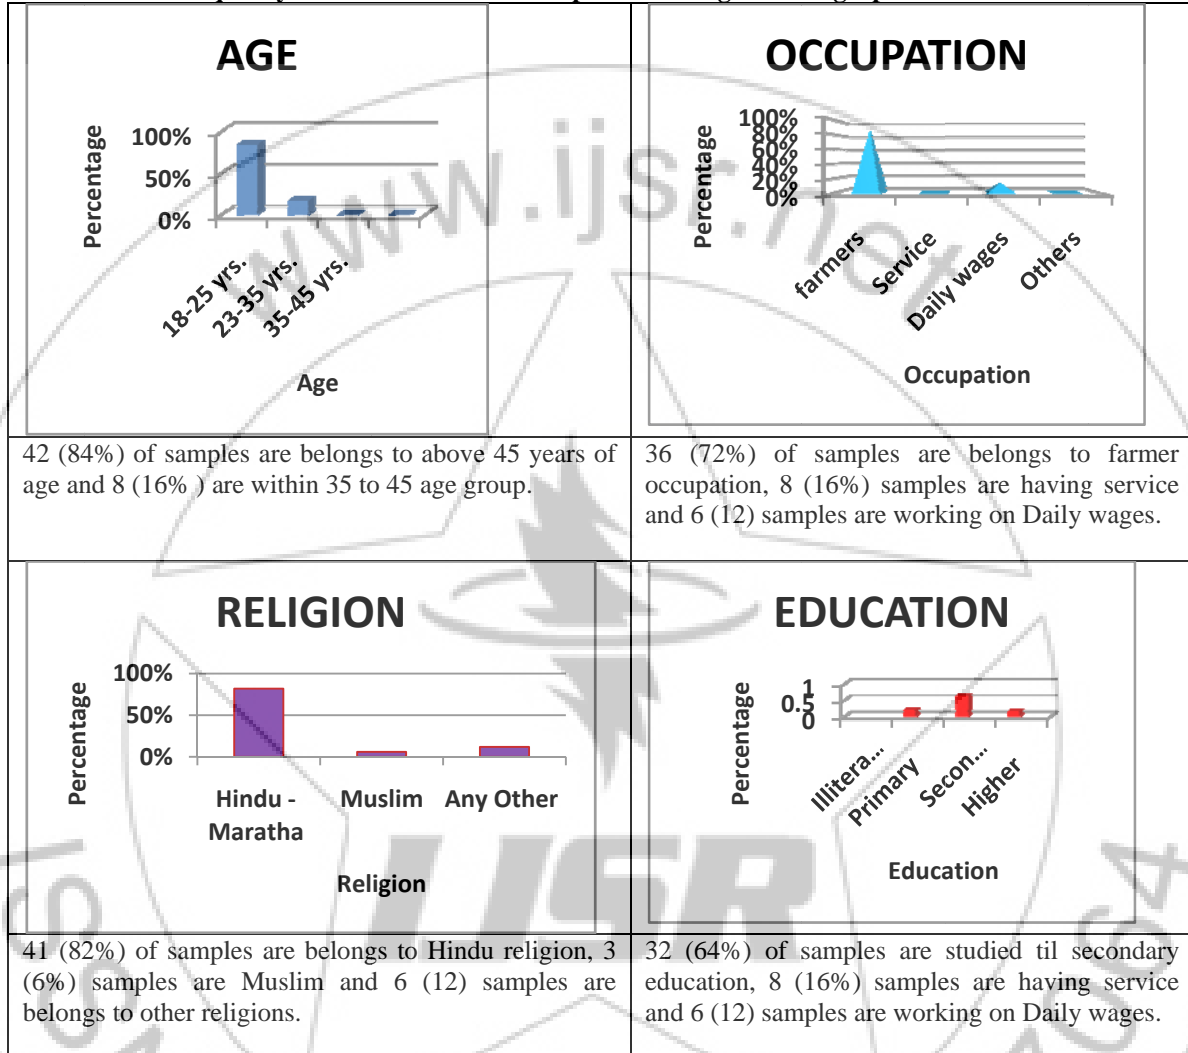 AGE
Percentage
100%
50%
0%
18-25 yrs.
23-35 yrs.
35-45 yrs.
Age
OCCUPATION
Percentage
100%
80%
60%
40%
20%
0%
farmers
Service
Daily wages
Others
Occupation
42 (84%) of samples are belongs to above 45 years of
age and 8 (16% ) are within 35 to 45 age group.
36 (72%) of samples are belongs to farmer
occupation, 8 (16%) samples are having service
and 6 (12) samples are working on Daily wages.
RELIGION
Percentage
100%
50%
0%
Hindu -
Maratha
Muslim
Any Other
Religion
EDUCATION
Percentage
1
0.5
0
Illitera...
Primary
Secon...
Higher
Education
41 (82%) of samples are belongs to Hindu religion, 3
(6%) samples are Muslim and 6 (12) samples are
belongs to other religions.
32 (64%) of samples are studied til secondary
education, 8 (16%) samples are having service
and 6 (12) samples are working on Daily wages.
www.ijsr.net
IJSR